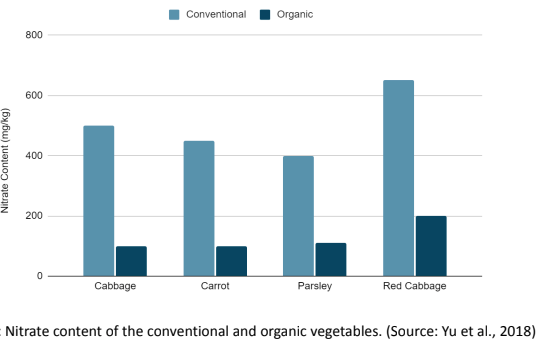 Conventional Organic
800
600
400
200
0
Nitrate Content (mg/kg)
Cabbage Carrot Parsley Red Cabbage
: Nitrate content of the conventional and organic vegetables. (Source: Yu et al., 2018)